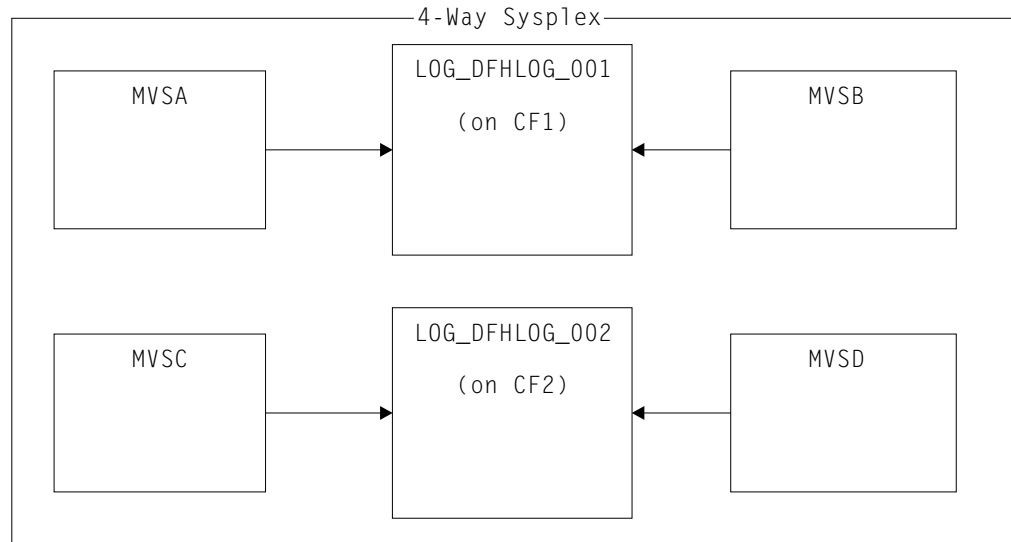 4-Way Sysplex
MVSA
LOG_DFHLOG_001
(on CF1)
MVSB
MVSC
LOG_DFHLOG_002
(on CF2)
MVSD